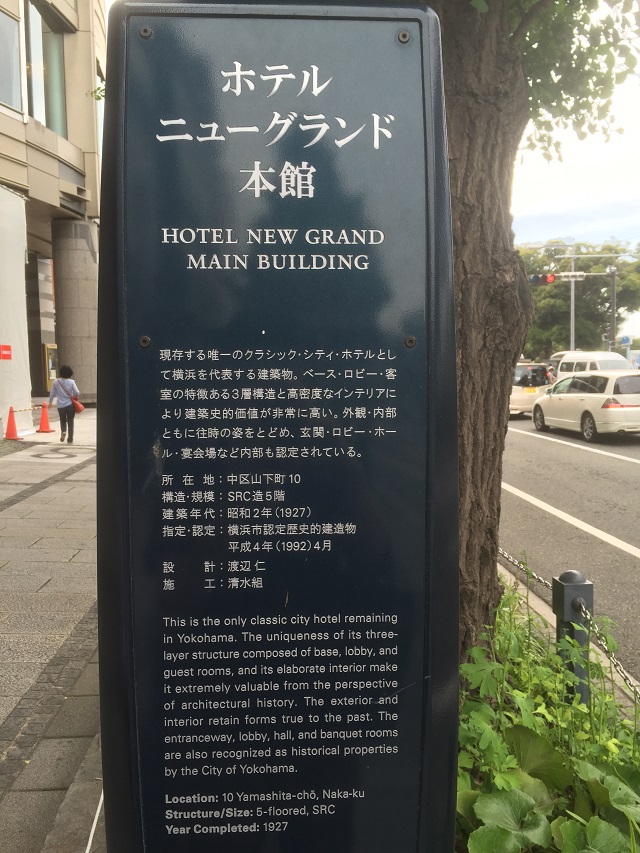 ホテル
ニューグランド
本館
HOTEL NEW GRAND
MAIN BUILDING
現存する唯一のクラシック・シティ・ホテルとし
て横浜を代表する建築物。ベース・ロビー・客
室の特徴ある3層構造と高密度なインテリアに
より建築史的価値が非常に高い。外観・内部
ともに往時の姿をとどめ、玄関・ロビー・ホー
ル・宴会場など内部も認定されている。
所在地：中区山下町10
構造・規模：SRC造5階
建築年代：昭和2年（1927）
指定・認定：横浜市認定歴史的建造物
平成4年（1992）4月
設計：渡辺 仁
施工：清水組
This is the only classic city hotel remaining
in Yokohama. The uniqueness of its three-
layer structure composed of base, lobby, and
guest rooms, and its elaborate interior make
it extremely valuable from the perspective
of architectural history. The exterior and
interior retain forms true to the past. The
entranceway, lobby, hall, and banquet rooms
are also recognized as historical properties
by the City of Yokohama.
Location: 10 Yamashita-chō, Naka-ku
Structure/Size: 5-floored, SRC
Year Completed: 1927